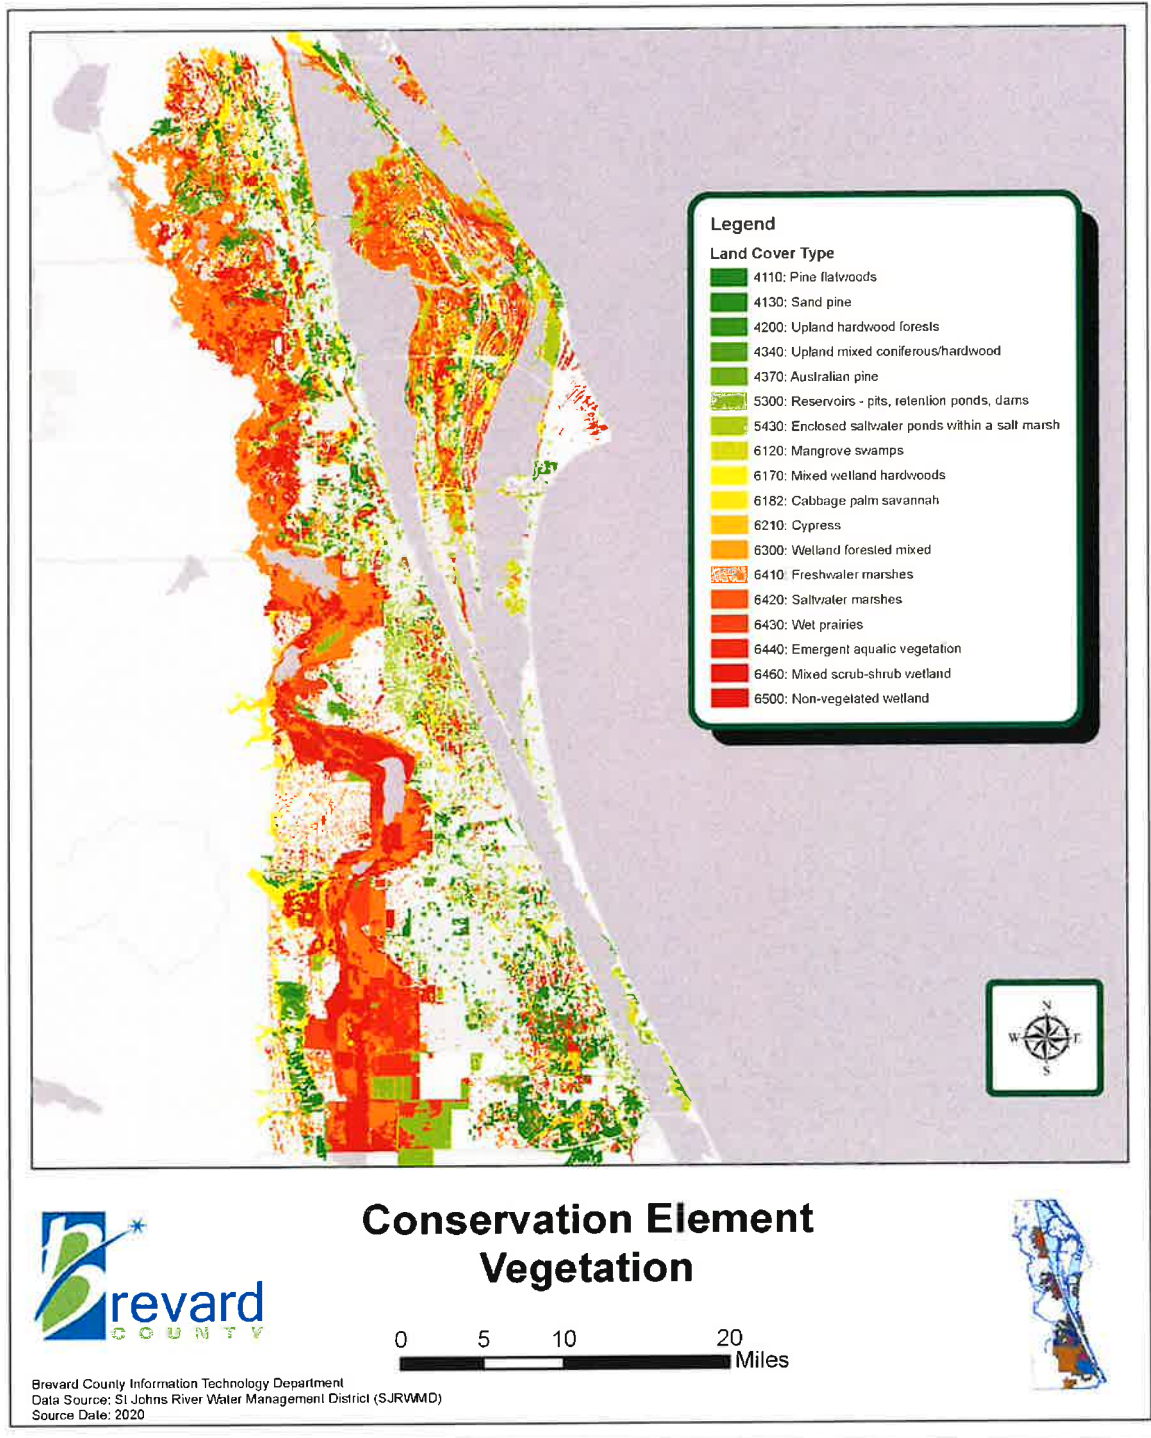 Legend
Land Cover Type
4110: Pine flatwoods
4130: Sand pine
4200: Upland hardwood forests
4340: Upland mixed coniferous/hardwood
4370: Australian pine
5300: Reservoirs - pits, retention ponds, dams
5430: Enclosed saltwater ponds within a salt marsh
6120: Mangrove swamps
6170: Mixed wetland hardwoods
6182: Cabbage palm savannah
6210: Cypress
6300: Wetland forested mixed
6410: Freshwater marshes
6420: Saltwater marshes
6430: Wet prairies
6440: Emergent aqualic vegetation
6460: Mixed scrub-shrub wetland
6500: Non-vegetated wetland
N
W E
S
Conservation Element
Vegetation
Brevard
COUNTY
0 5 10 20
Miles
Brevard County Information Technology Department
Data Source: St Johns River Water Management District (SJRWMD)
Source Date: 2020